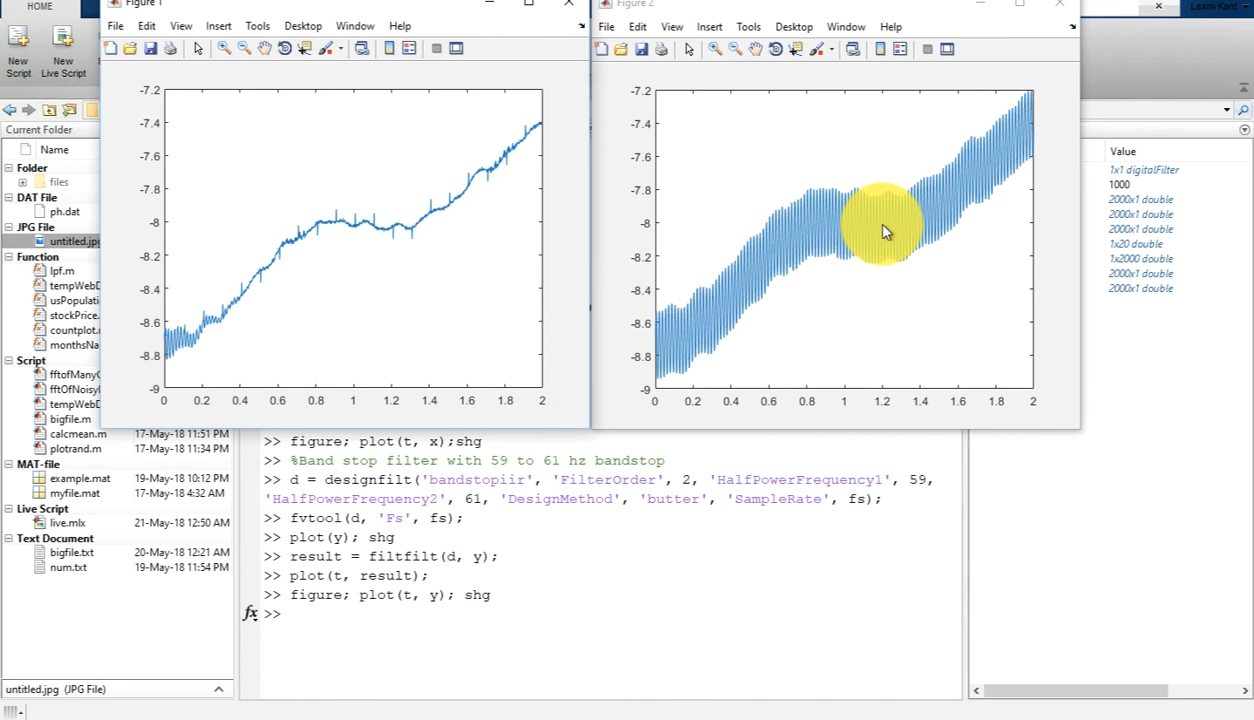 HOME
Figure 1
Figure 2
Laxmi Kant
File Edit View Insert Tools Desktop Window Help
File Edit View Insert Tools Desktop Window Help
New Script
New Live Script
Current Folder
Name
Folder
files
DAT File
ph.dat
JPG File
untitled.jpg
Function
lpf.m
tempWebD
usPopulati
stockPrice.
countplot.r
monthsNa
Script
fftofManyC
fftOfNoisy
tempWebD
bigfile.m
calcmean.m 17-May-18 11:51 PM
plotrand.m 17-May-18 11:34 PM
MAT-file
example.mat 19-May-18 10:12 PM
myfile.mat 17-May-18 4:32 AM
Live Script
live.mlx 21-May-18 12:50 AM
Text Document
bigfile.txt 20-May-18 12:21 AM
num.txt 19-May-18 11:54 PM
untitled.jpg (JPG File)
-7.2
-7.4
-7.6
-7.8
-8
-8.2
-8.4
-8.6
-8.8
-9
0 0.2 0.4 0.6 0.8 1 1.2 1.4 1.6 1.8 2
-7.2
-7.4
-7.6
-7.8
-8
-8.2
-8.4
-8.6
-8.8
-9
0 0.2 0.4 0.6 0.8 1 1.2 1.4 1.6 1.8 2
>> figure; plot(t, x);shg
>> %Band stop filter with 59 to 61 hz bandstop
>> d = designfilt('bandstopiir', 'FilterOrder', 2, 'HalfPowerFrequency1', 59,
'HalfPowerFrequency2', 61, 'DesignMethod', 'butter', 'SampleRate', fs);
>> fvtool(d, 'Fs', fs);
>> plot(y); shg
>> result = filtfilt(d, y);
>> plot(t, result);
>> figure; plot(t, y); shg
fx >>
Value
1x1 digitalFilter
1000
2000x1 double
2000x1 double
2000x1 double
1x20 double
1x2000 double
2000x1 double
2000x1 double